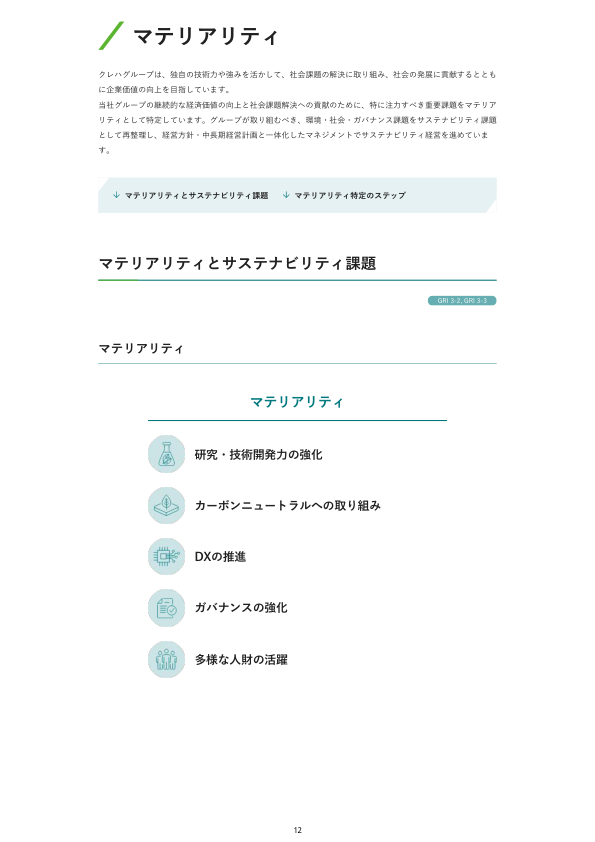 マテリアリティ
クレハグループは、独自の技術力や強みを活かして、社会課題の解決に取り組み、社会の発展に貢献するととも
に企業価値の向上を目指しています。
当社グループの継続的な経済価値の向上と社会課題解決への貢献のために、特に注力すべき重要課題をマテリア
リティとして特定しています。グループが取り組むべき、環境・社会・ガバナンス課題をサステナビリティ課題
として再整理し、経営方針・中長期経営計画と一体化したマネジメントでサステナビリティ経営を進めていま
す。
↓ マテリアリティとサステナビリティ課題 ↓ マテリアリティ特定のステップ
マテリアリティとサステナビリティ課題
GRI 3-2, GRI 3-3
マテリアリティ
マテリアリティ
研究・技術開発力の強化
カーボンニュートラルへの取り組み
DXの推進
ガバナンスの強化
多様な人財の活躍
12